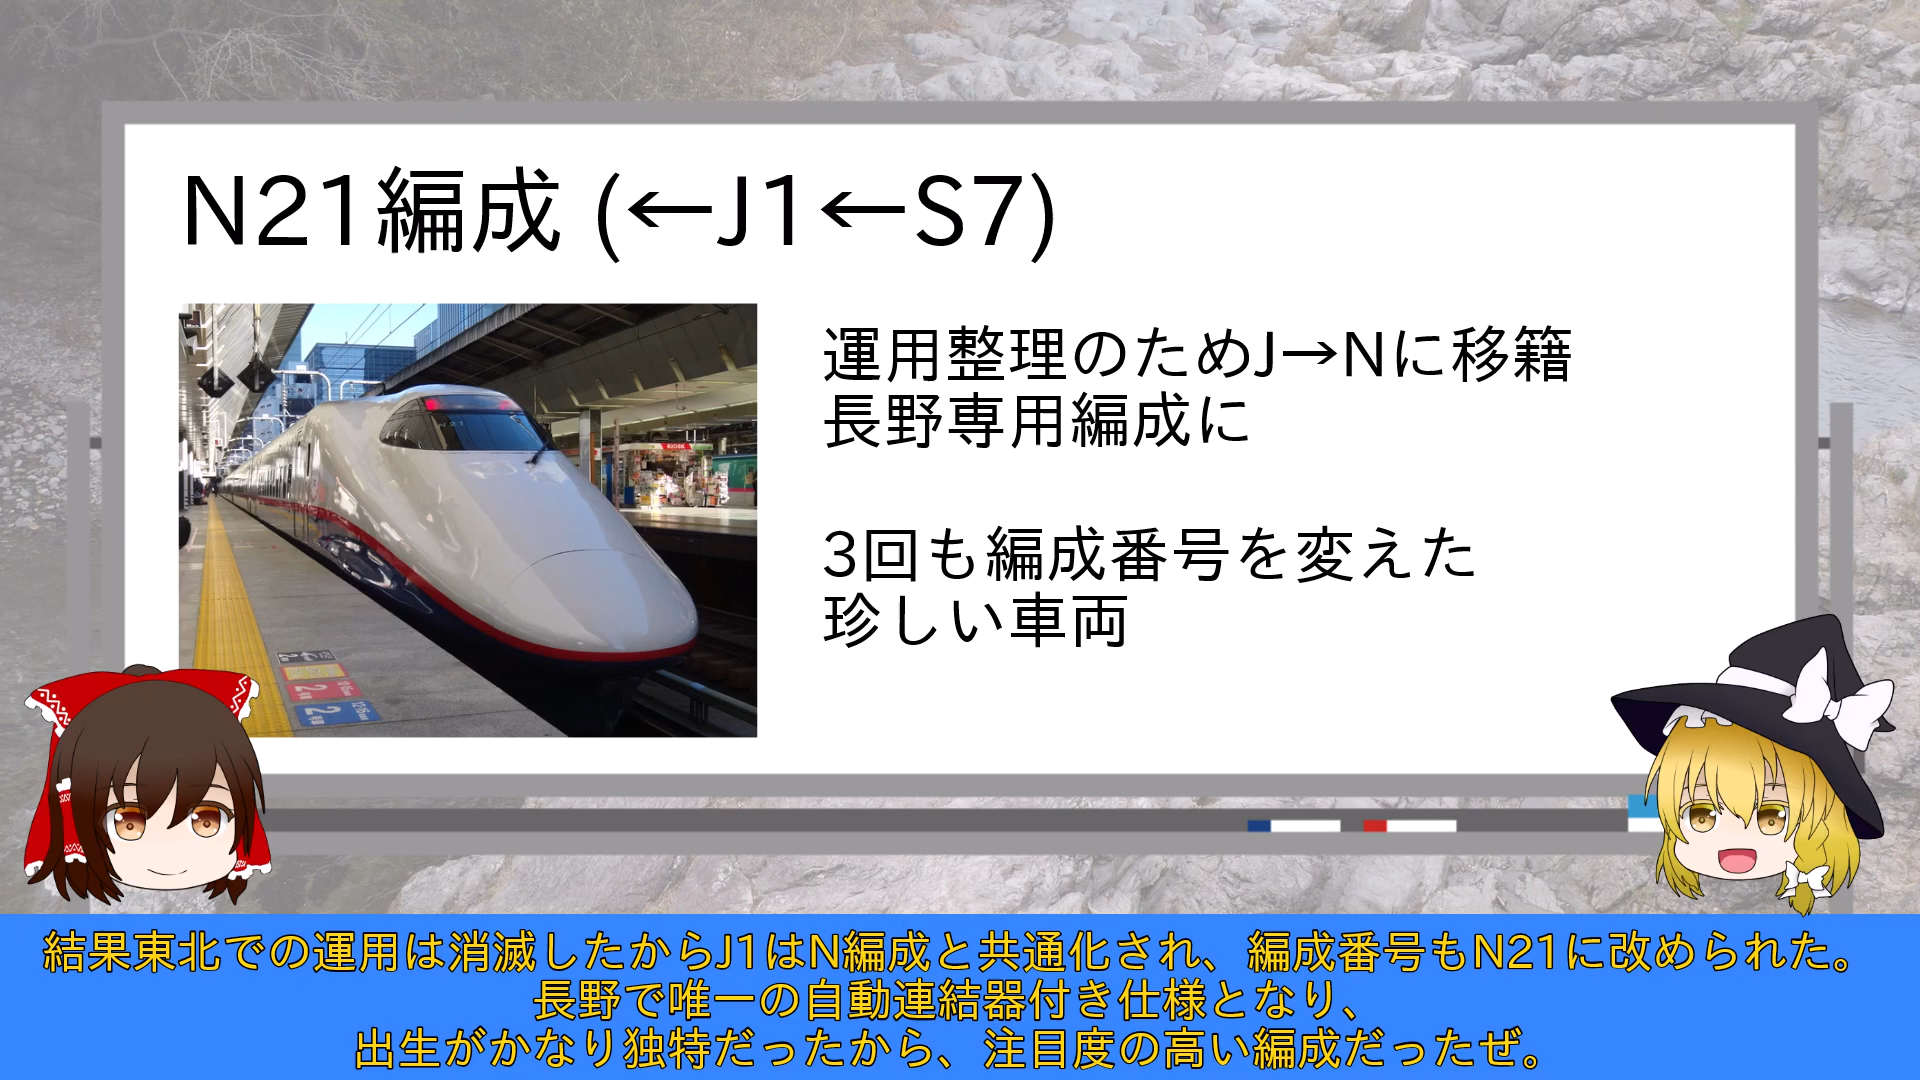 N21編成 (←J1←S7)
運用整理のためJ→Nに移籍
長野専用編成に
3回も編成番号を変えた
珍しい車両
KIOSK
2
2
2
結果東北での運用は消滅したからJ1はN編成と共通化され、編成番号もN21に改められた。
長野で唯一の自動連結器付き仕様となり、
出生がかなり独特だったから、注目度の高い編成だったぜ。